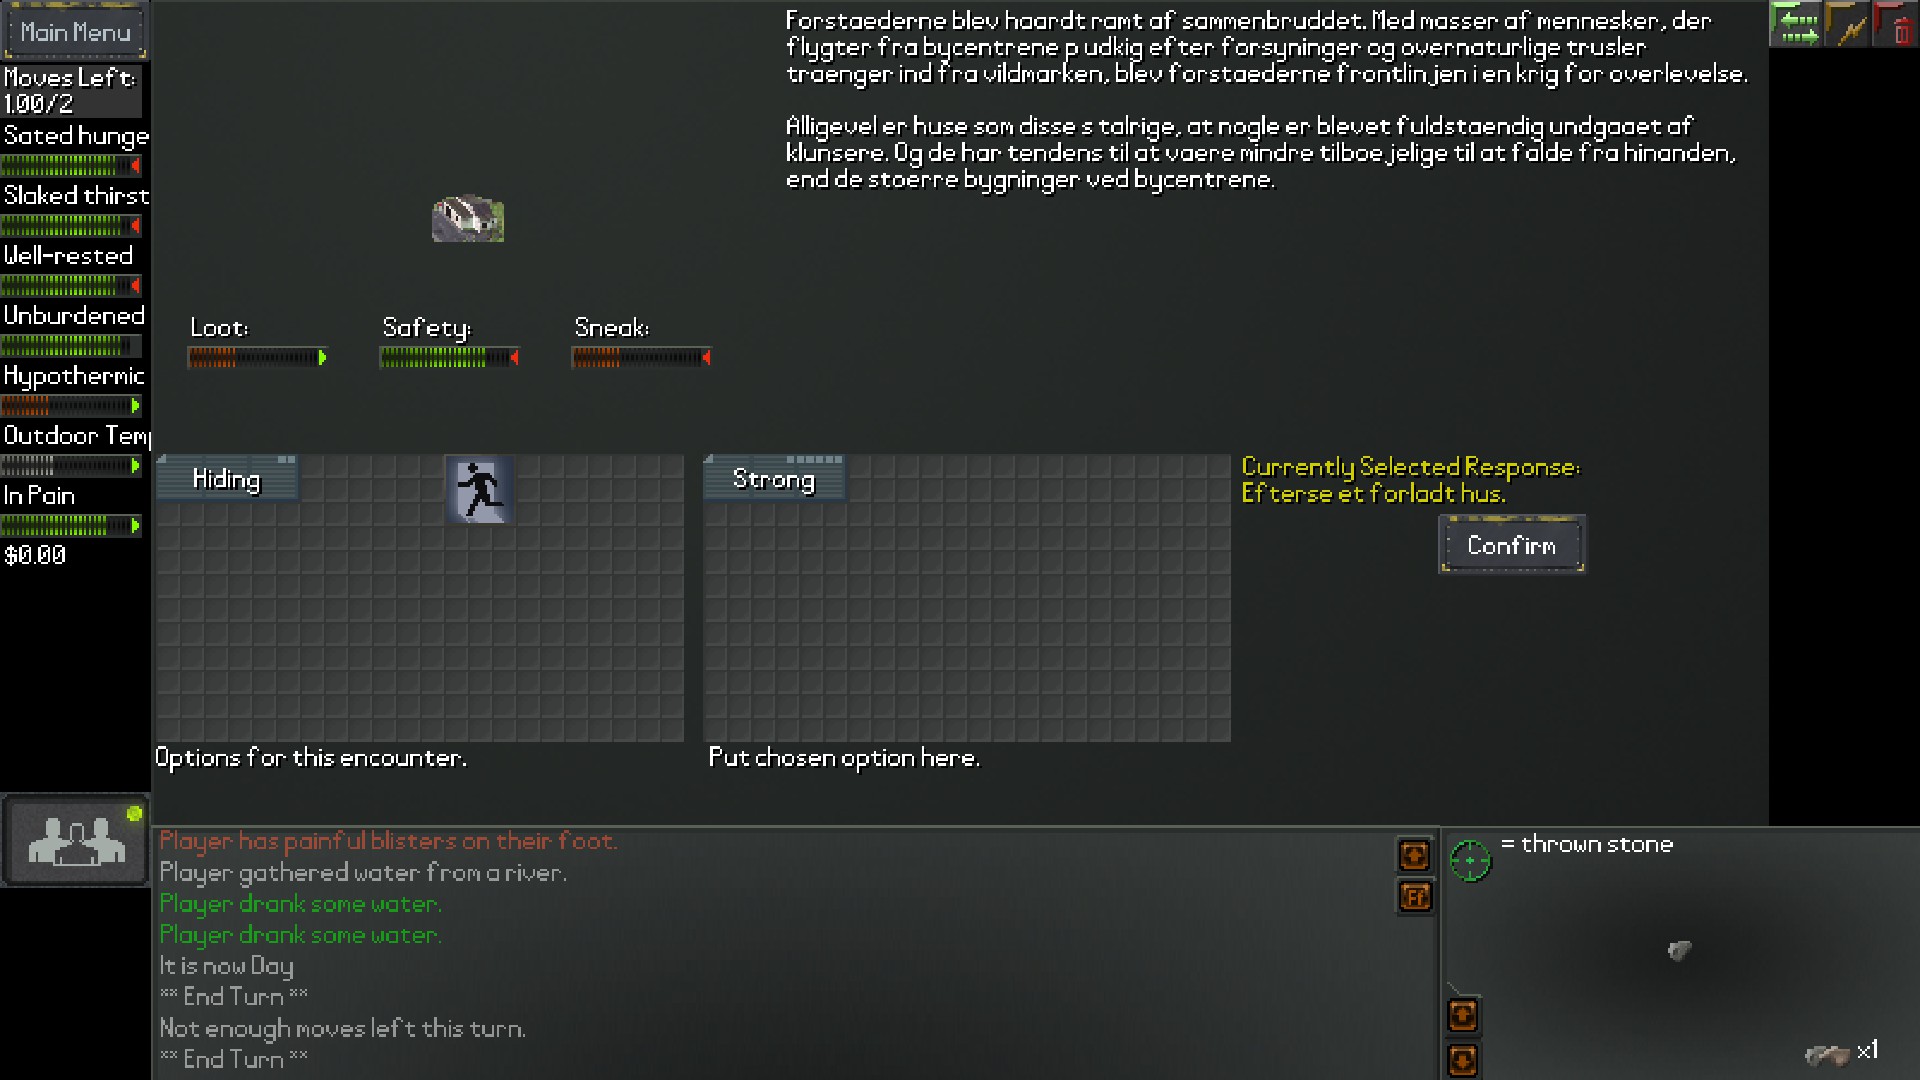 Main Menu
Moves Left:
1.00/2
Sated hunge
Slaked thirst
Well-rested
Unburdened
Hypothermic
Outdoor Tem
In Pain
$0.00
Forstaederne blev haardt ramt af sammenbruddet. Med masser af mennesker, der
flygter fra bycentrene p udkig efter forsyninger og overnaturlige trusler
traenger ind fra vildmarken, blev forstaederne frontlinjen i en krig for overlevelse.
Alligevel er huse som disse s talrige, at nogle er blevet fuldstaendig undgaaet af
klunsere. Og de har tendens til at vaere mindre tilboejelige til at falde fra hinanden,
end de stoerre bygninger ved bycentrene.
Loot:
Safety:
Sneak:
Hiding
Strong
Currently Selected Response:
Efterse et forladt hus.
Confirm
Options for this encounter.
Put chosen option here.
Player has painful blisters on their foot.
Player gathered water from a river.
Player drank some water.
Player drank some water.
It is now Day
** End Turn **
Not enough moves left this turn.
** End Turn **
Ff
= thrown stone
x1